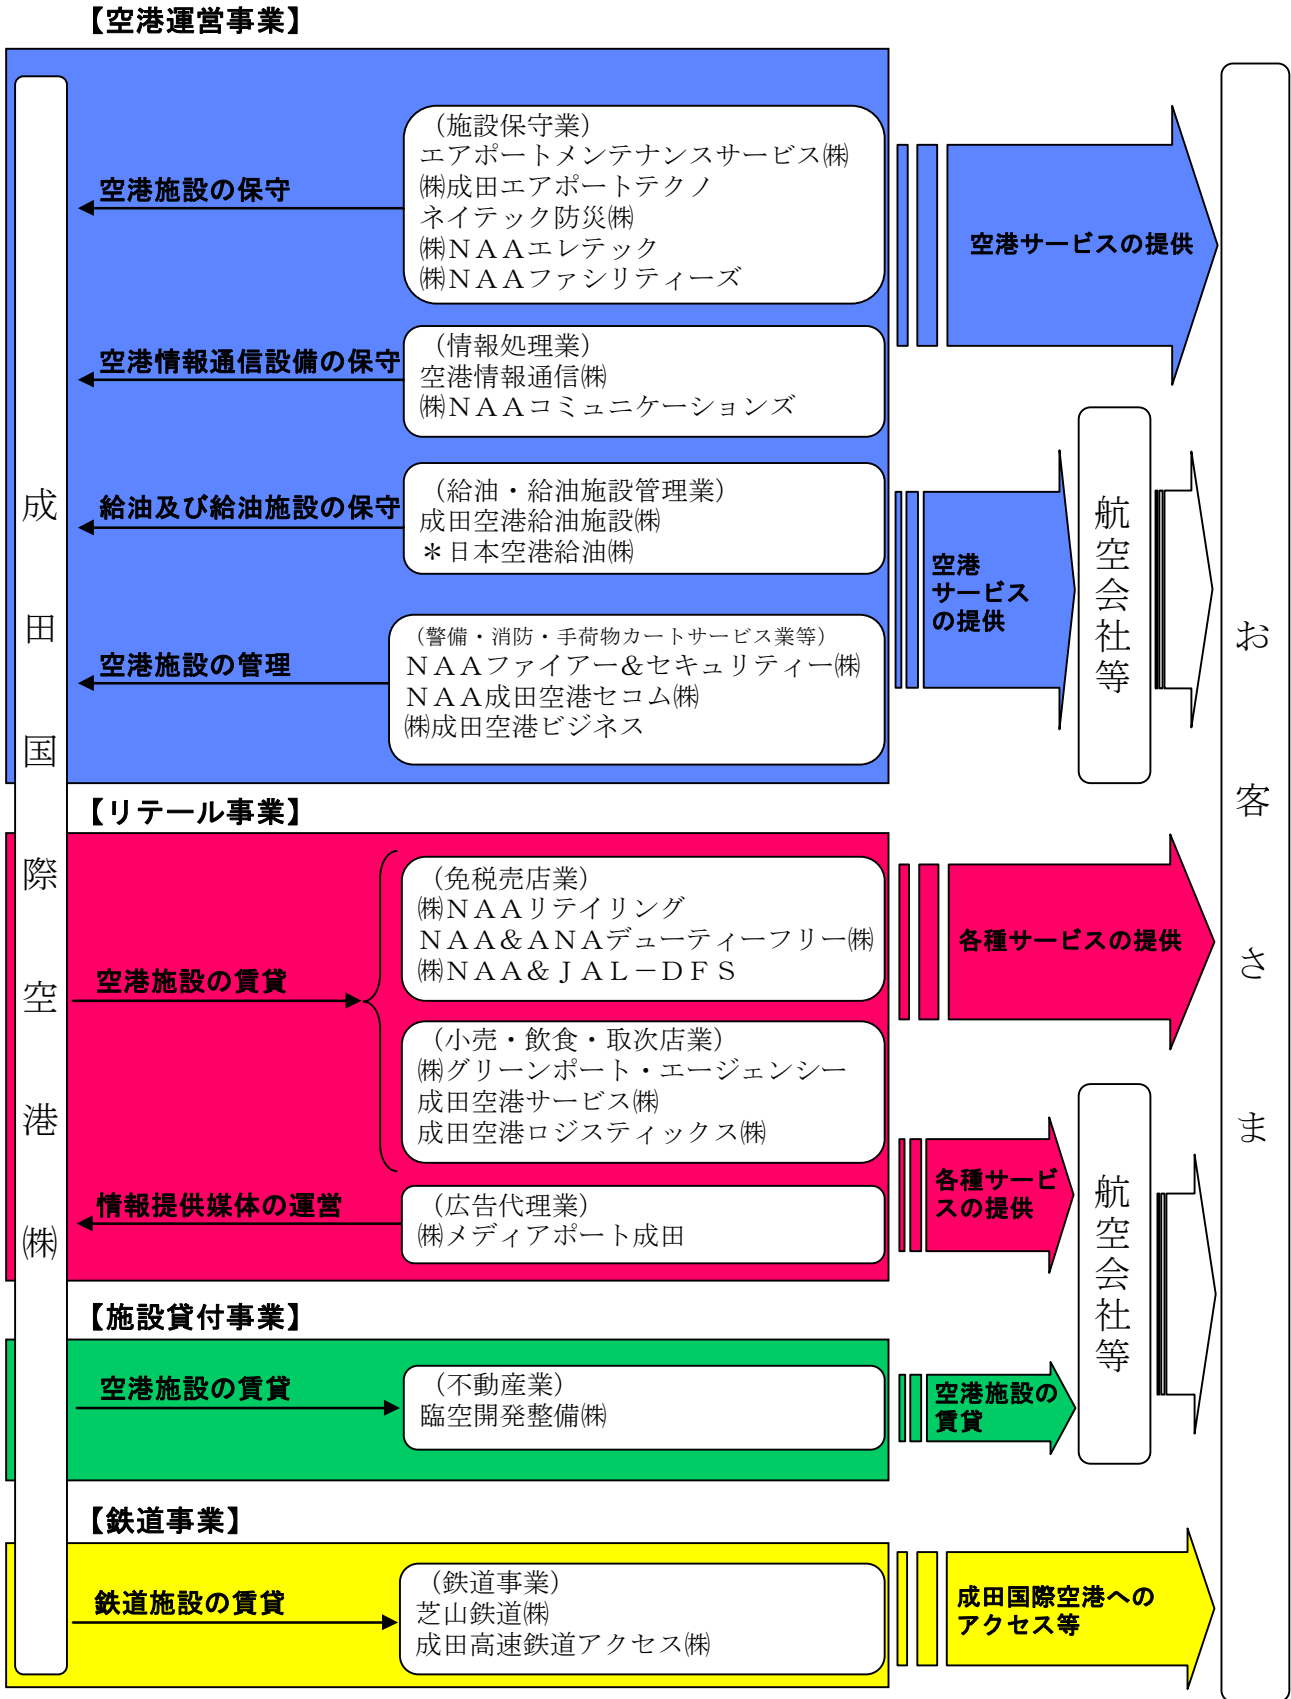 【空港運営事業】
成田国際空港㈱
空港施設の保守
（施設保守業）
エアポートメンテナンスサービス㈱
㈱成田エアポートテクノ
ネイテック防災㈱
㈱ＮＡＡエレテック
㈱ＮＡＡファシリティーズ
空港サービスの提供
空港情報通信設備の保守
（情報処理業）
空港情報通信㈱
㈱ＮＡＡコミュニケーションズ
給油及び給油施設の保守
（給油・給油施設管理業）
成田空港給油施設㈱
＊日本空港給油㈱
空港施設の管理
（警備・消防・手荷物カートサービス業等）
ＮＡＡファイアー＆セキュリティー㈱
ＮＡＡ成田空港セコム㈱
㈱成田空港ビジネス
空港
サービス
の提供
航空会社等
お客さま
【リテール事業】
空港施設の賃貸
（免税売店業）
㈱ＮＡＡリテイリング
ＮＡＡ＆ＡＮＡデューティーフリー㈱
㈱ＮＡＡ＆ＪＡＬ－ＤＦＳ
各種サービスの提供
（小売・飲食・取次店業）
㈱グリーンポート・エージェンシー
成田空港サービス㈱
成田空港ロジスティックス㈱
情報提供媒体の運営
（広告代理業）
㈱メディアポート成田
各種サービ
スの提供
航空会社等
【施設貸付事業】
空港施設の賃貸
（不動産業）
臨空開発整備㈱
空港施設の
賃貸
【鉄道事業】
鉄道施設の賃貸
（鉄道事業）
芝山鉄道㈱
成田高速鉄道アクセス㈱
成田国際空港への
アクセス等